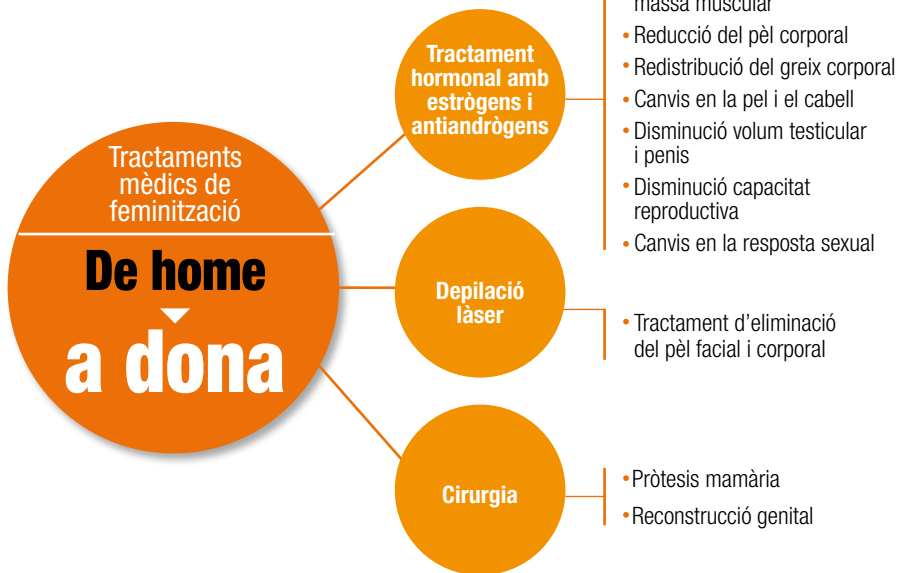 Tractaments
mèdics de
feminització
De home
a dona
Tractament
hormonal amb
estrògens i
antiandrògens
massa muscular
• Reducció del pèl corporal
• Redistribució del greix corporal
• Canvis en la pel i el cabell
• Disminució volum testicular
i penis
• Disminució capacitat
reproductiva
• Canvis en la resposta sexual
Depilació
làser
• Tractament d’eliminació
del pèl facial i corporal
Cirurgia
• Pròtesis mamària
• Reconstrucció genital